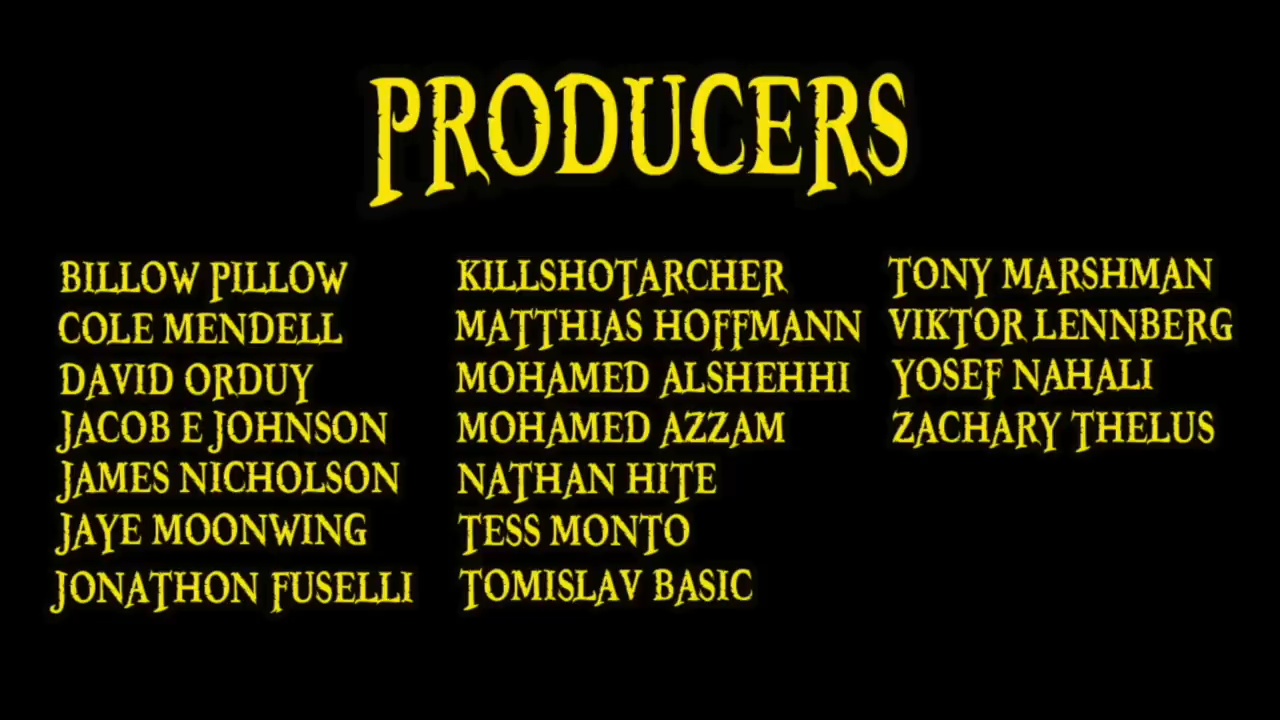 PRODUCERS
BILLOW PILLOW
COLE MENDELL
DAVID ORDUY
JACOB E JOHNSON
JAMES NICHOLSON
JAYE MOONWING
JONATHON FUSELLI
KILLSHOTARCHER
MATTHIAS HOFFMANN
MOHAMED ALSHEHHI
MOHAMED AZZAM
NATHAN HITE
TESS MONTO
TOMISLAV BASIC
TONY MARSHMAN
VIKTOR LENNBERG
YOSEF NAHALI
ZACHARY THELUS